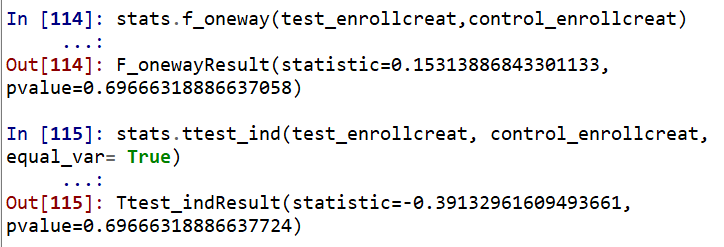 In [114]: stats.f_oneway(test_enrollcreat,control_enrollcreat)
...:
Out[114]: F_onewayResult(statistic=0.15313886843301133,
pvalue=0.69666318886637058)
In [115]: stats.ttest_ind(test_enrollcreat, control_enrollcreat,
equal_var= True)
...:
Out[115]: Ttest_indResult(statistic=-0.39132961609493661,
pvalue=0.69666318886637724)